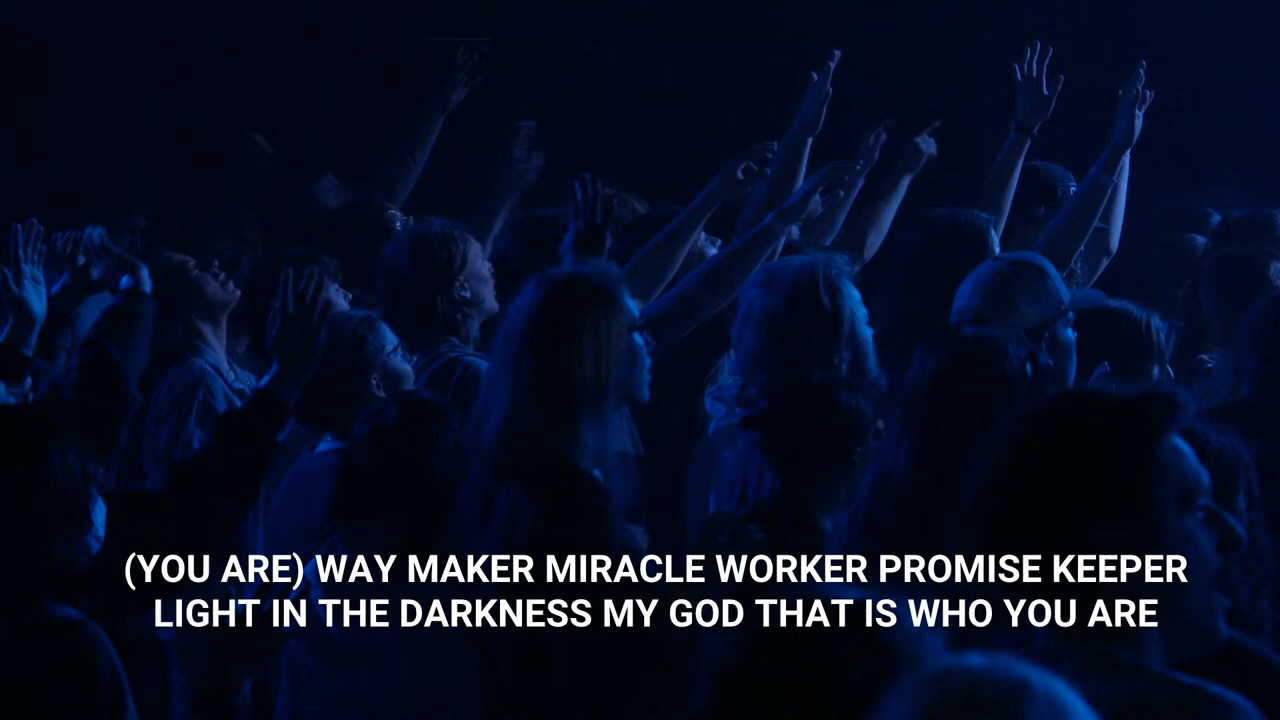 (YOU ARE) WAY MAKER MIRACLE WORKER PROMISE KEEPER
LIGHT IN THE DARKNESS MY GOD THAT IS WHO YOU ARE